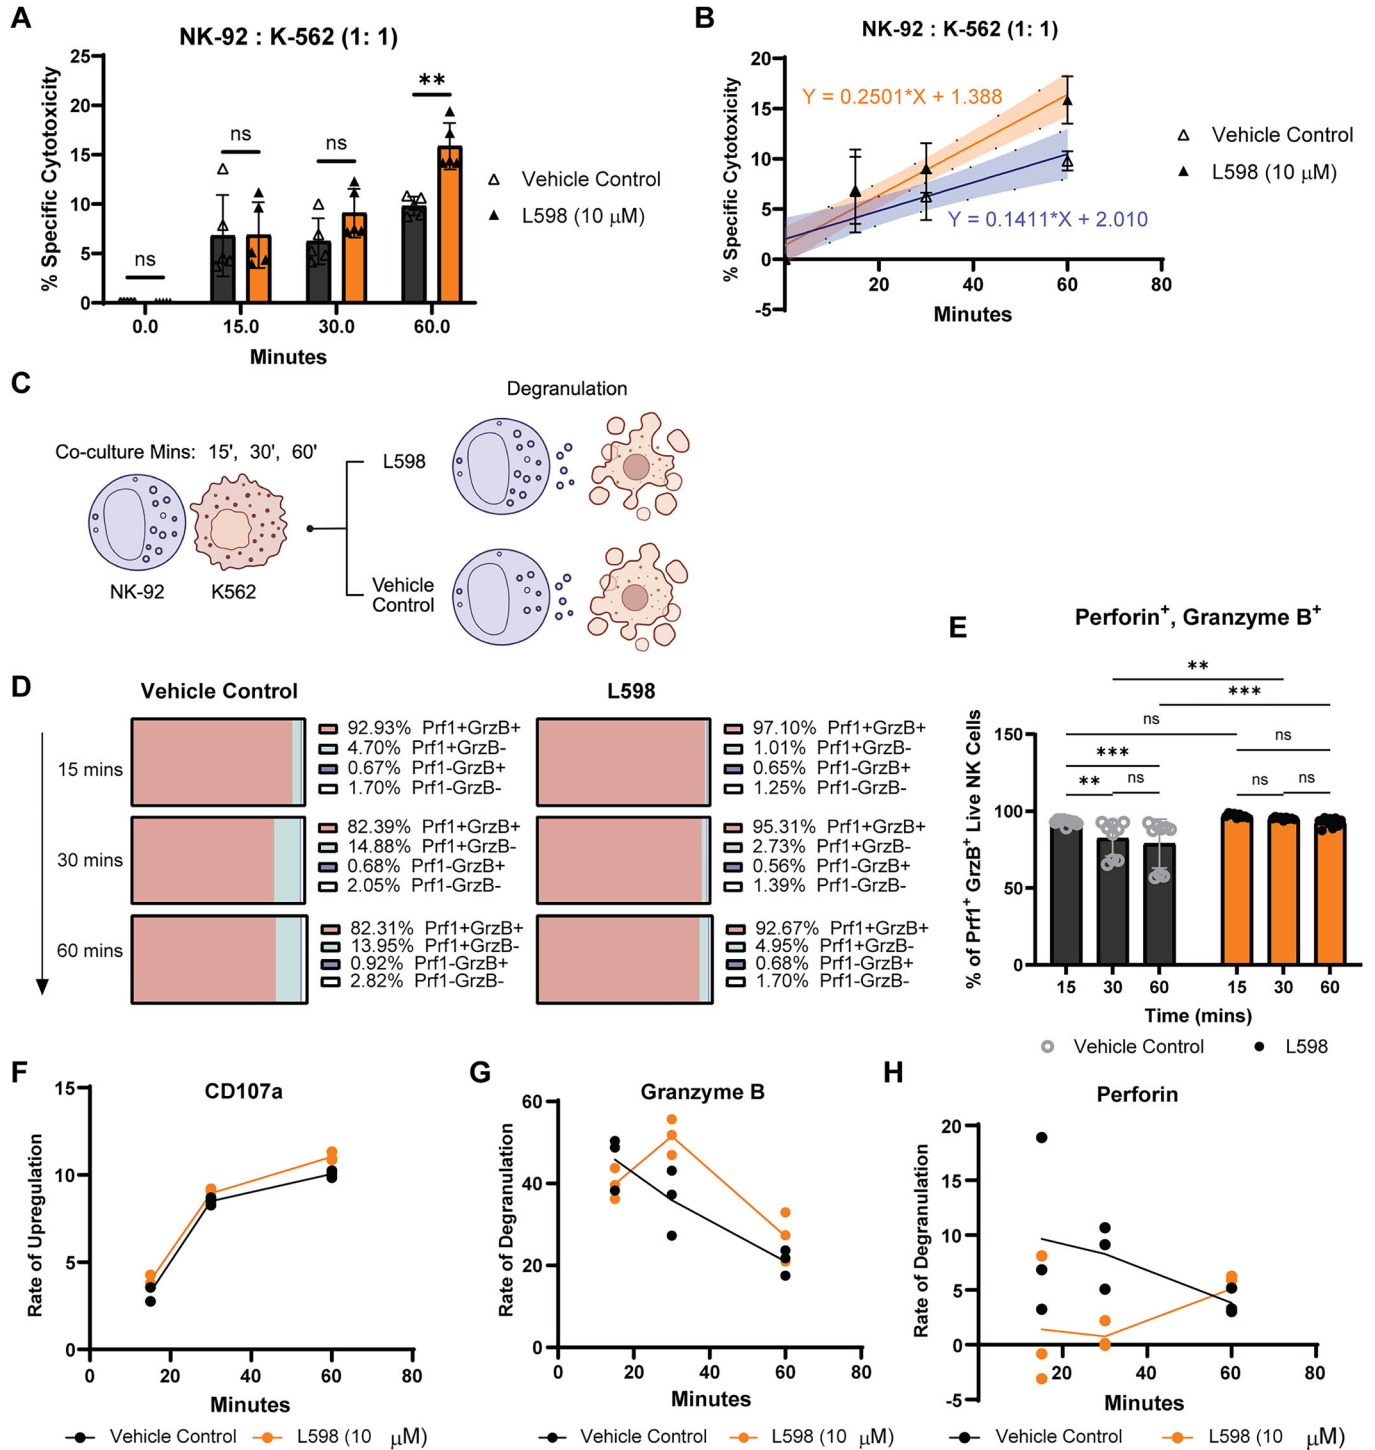 A
NK-92 : K-562 (1: 1)
% Specific Cytotoxicity
25
20
15
10
5
0
ns
ns
ns
**
0.0 15.0 30.0 60.0
Minutes
Vehicle Control
L598 (10 μM)
B
NK-92 : K-562 (1: 1)
% Specific Cytotoxicity
20
15
10
5
0
-5
Y = 0.2501*X + 1.388
Y = 0.1411*X + 2.010
20 40 60 80
Minutes
Vehicle Control
L598 (10 μM)
C
Degranulation
Co-culture Mins: 15', 30', 60'
NK-92 K562
L598
Vehicle
Control
D
Vehicle Control L598
15 mins
92.93% Prf1+GrzB+
4.70% Prf1+GrzB-
0.67% Prf1-GrzB+
1.70% Prf1-GrzB-
97.10% Prf1+GrzB+
1.01% Prf1+GrzB-
0.65% Prf1-GrzB+
1.25% Prf1-GrzB-
30 mins
82.39% Prf1+GrzB+
14.88% Prf1+GrzB-
0.68% Prf1-GrzB+
2.05% Prf1-GrzB-
95.31% Prf1+GrzB+
2.73% Prf1+GrzB-
0.56% Prf1-GrzB+
1.39% Prf1-GrzB-
60 mins
82.31% Prf1+GrzB+
13.95% Prf1+GrzB-
0.92% Prf1-GrzB+
2.82% Prf1-GrzB-
92.67% Prf1+GrzB+
4.95% Prf1+GrzB-
0.68% Prf1-GrzB+
1.70% Prf1-GrzB-
E
Perforin⁺, Granzyme B⁺
% of Prf1⁺ GrzB⁺ Live NK Cells
150
100
50
0
**
***
ns
***
ns
** ns
ns ns
15 30 60 15 30 60
Time (mins)
Vehicle Control L598
F
CD107a
Rate of Upregulation
15
10
5
0
0 20 40 60 80
Minutes
Vehicle Control L598 (10 μM)
G
Granzyme B
Rate of Degranulation
60
40
20
0
0 20 40 60 80
Minutes
Vehicle Control L598 (10 μM)
H
Perforin
Rate of Degranulation
20
15
10
5
0
-5
20 40 60 80
Minutes
Vehicle Control L598 (10 μM)